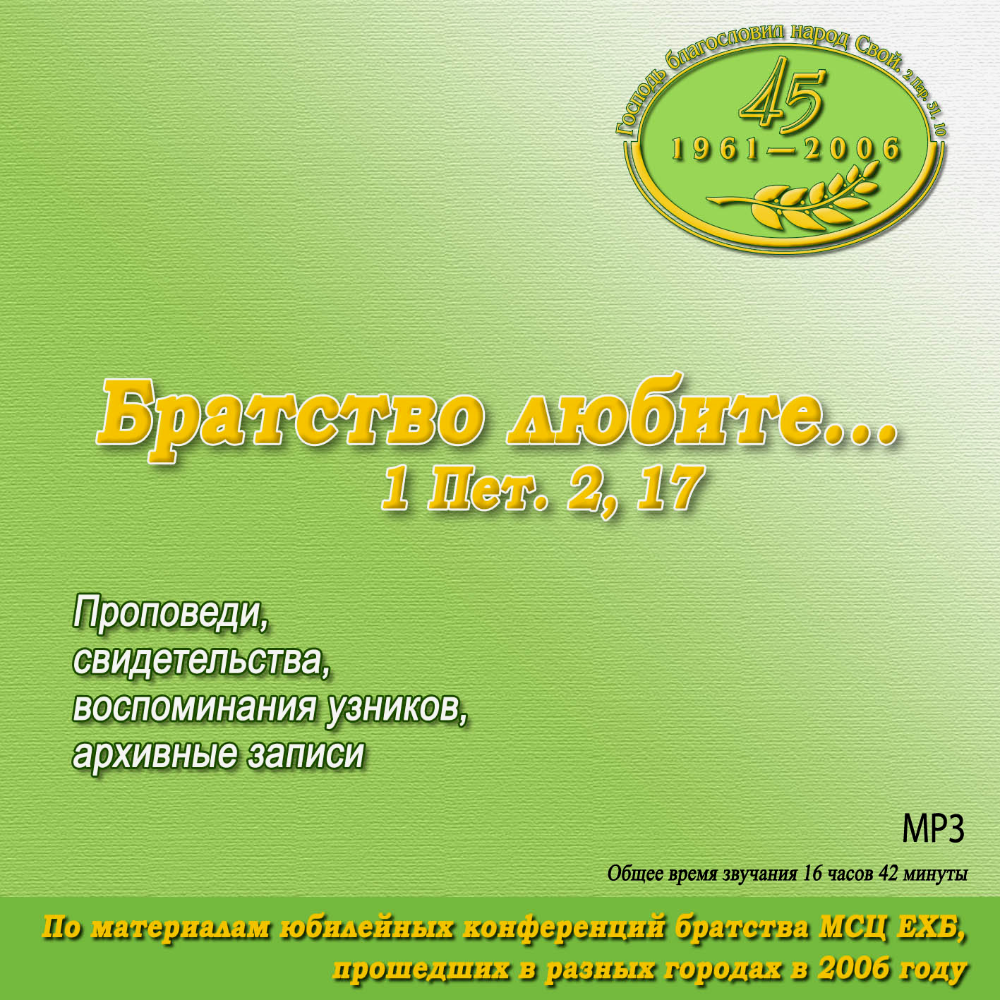 Господь благословил народ Свой. 2 Пар. 31, 10
45
1961—2006
Братство любите...
1 Пет. 2, 17
Проповеди,
свидетельства,
воспоминания узников,
архивные записи
MP3
Общее время звучания 16 часов 42 минуты
По материалам юбилейных конференций братства МСЦ ЕХБ,
прошедших в разных городах в 2006 году